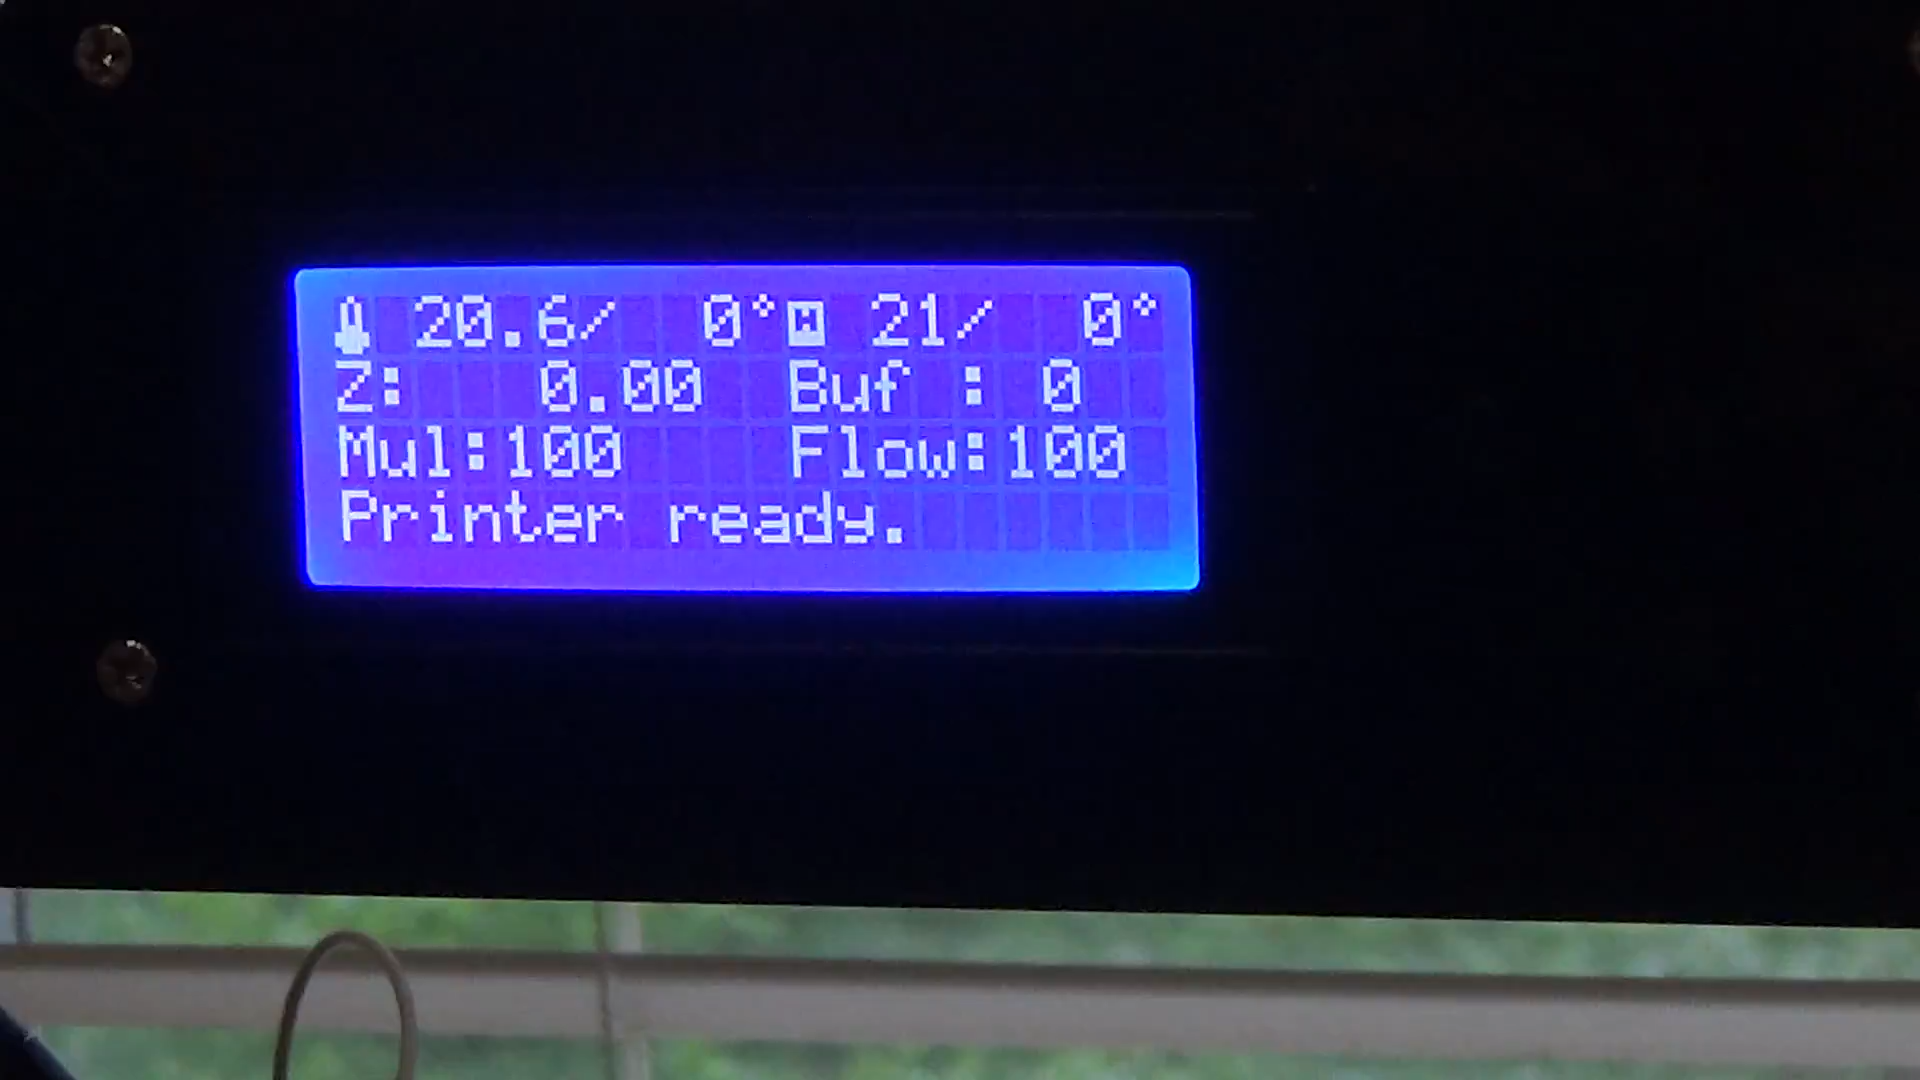 20.6/ 0° 21/ 0°
Z: 0.00 Buf : 0
Mul:100 Flow:100
Printer ready.